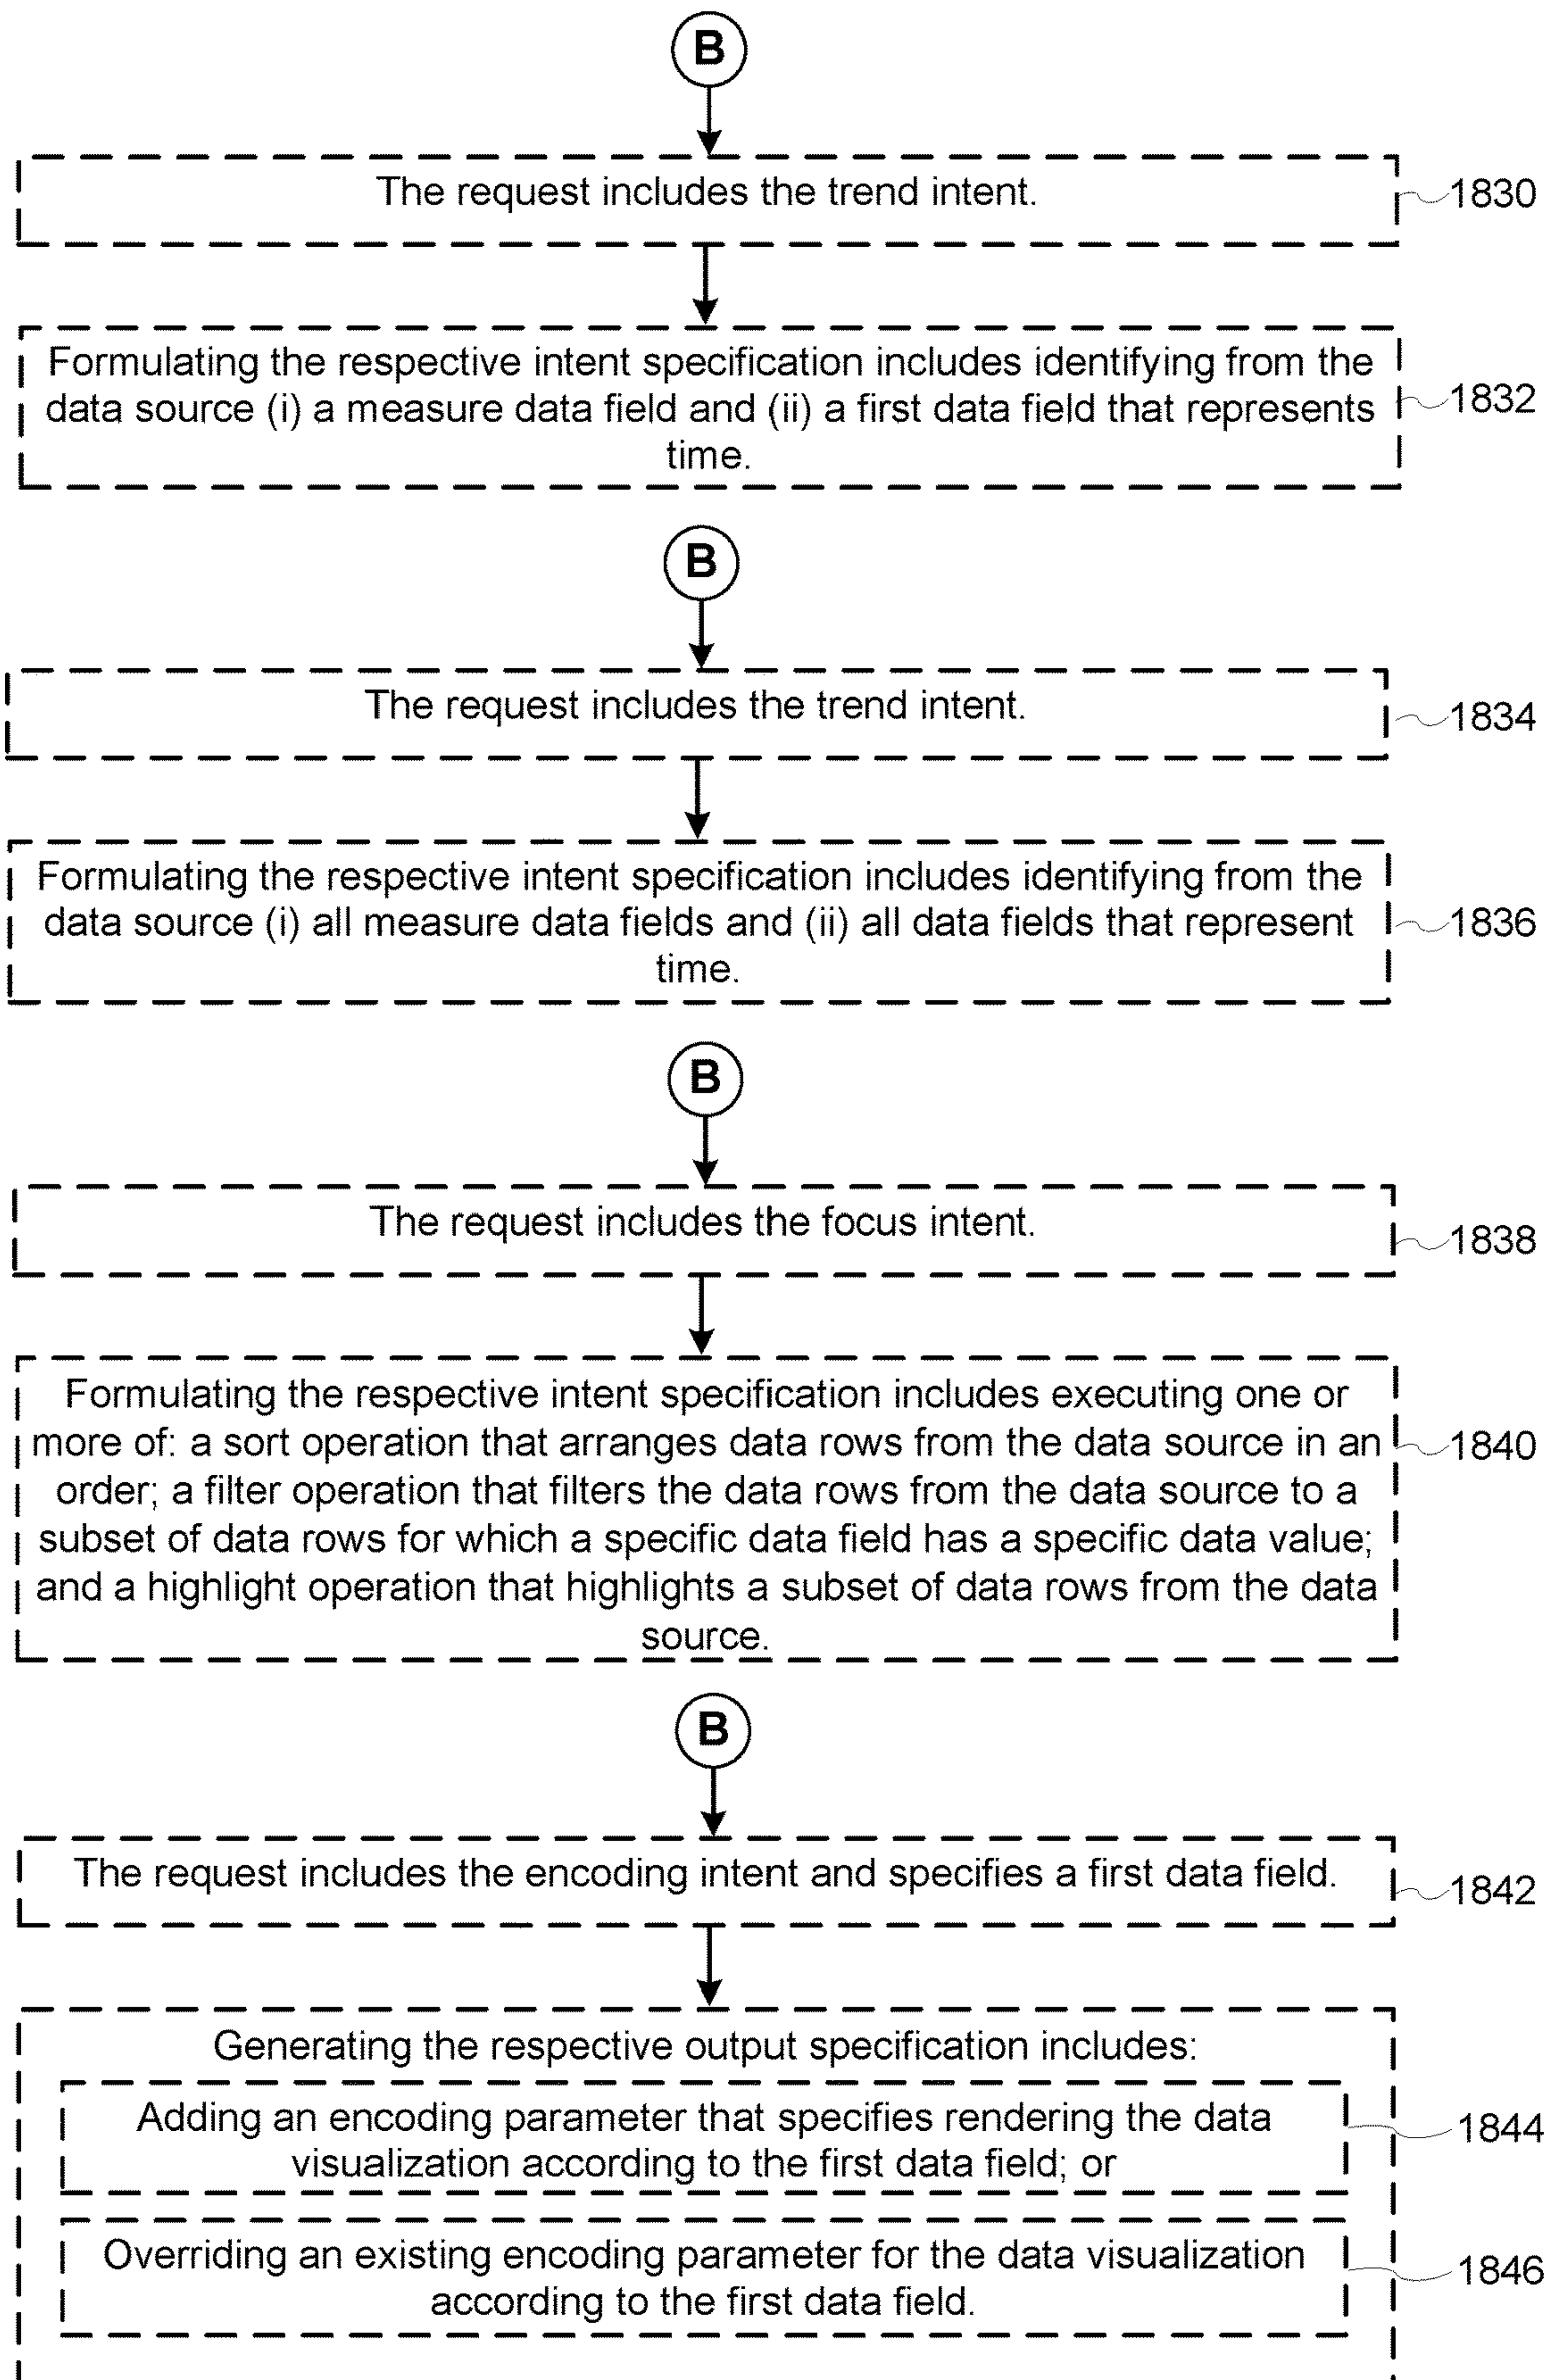 B
The request includes the trend intent.
1830
Formulating the respective intent specification includes identifying from the
data source (i) a measure data field and (ii) a first data field that represents
time.
1832
B
The request includes the trend intent.
1834
Formulating the respective intent specification includes identifying from the
data source (i) all measure data fields and (ii) all data fields that represent
time.
1836
B
The request includes the focus intent.
1838
Formulating the respective intent specification includes executing one or
more of: a sort operation that arranges data rows from the data source in an
order; a filter operation that filters the data rows from the data source to a
subset of data rows for which a specific data field has a specific data value;
and a highlight operation that highlights a subset of data rows from the data
source.
1840
B
The request includes the encoding intent and specifies a first data field.
1842
Generating the respective output specification includes:
Adding an encoding parameter that specifies rendering the data
visualization according to the first data field; or
1844
Overriding an existing encoding parameter for the data visualization
according to the first data field.
1846